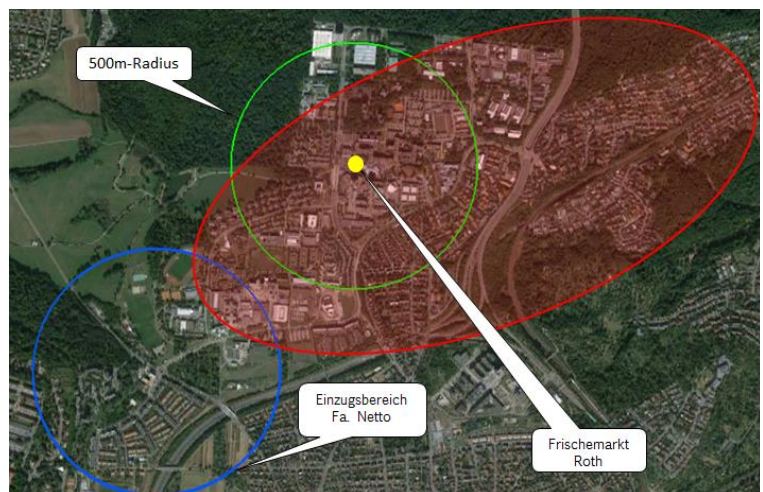 500m-Radius
Einzugsbereich
Fa. Netto
Frischemarkt
Roth